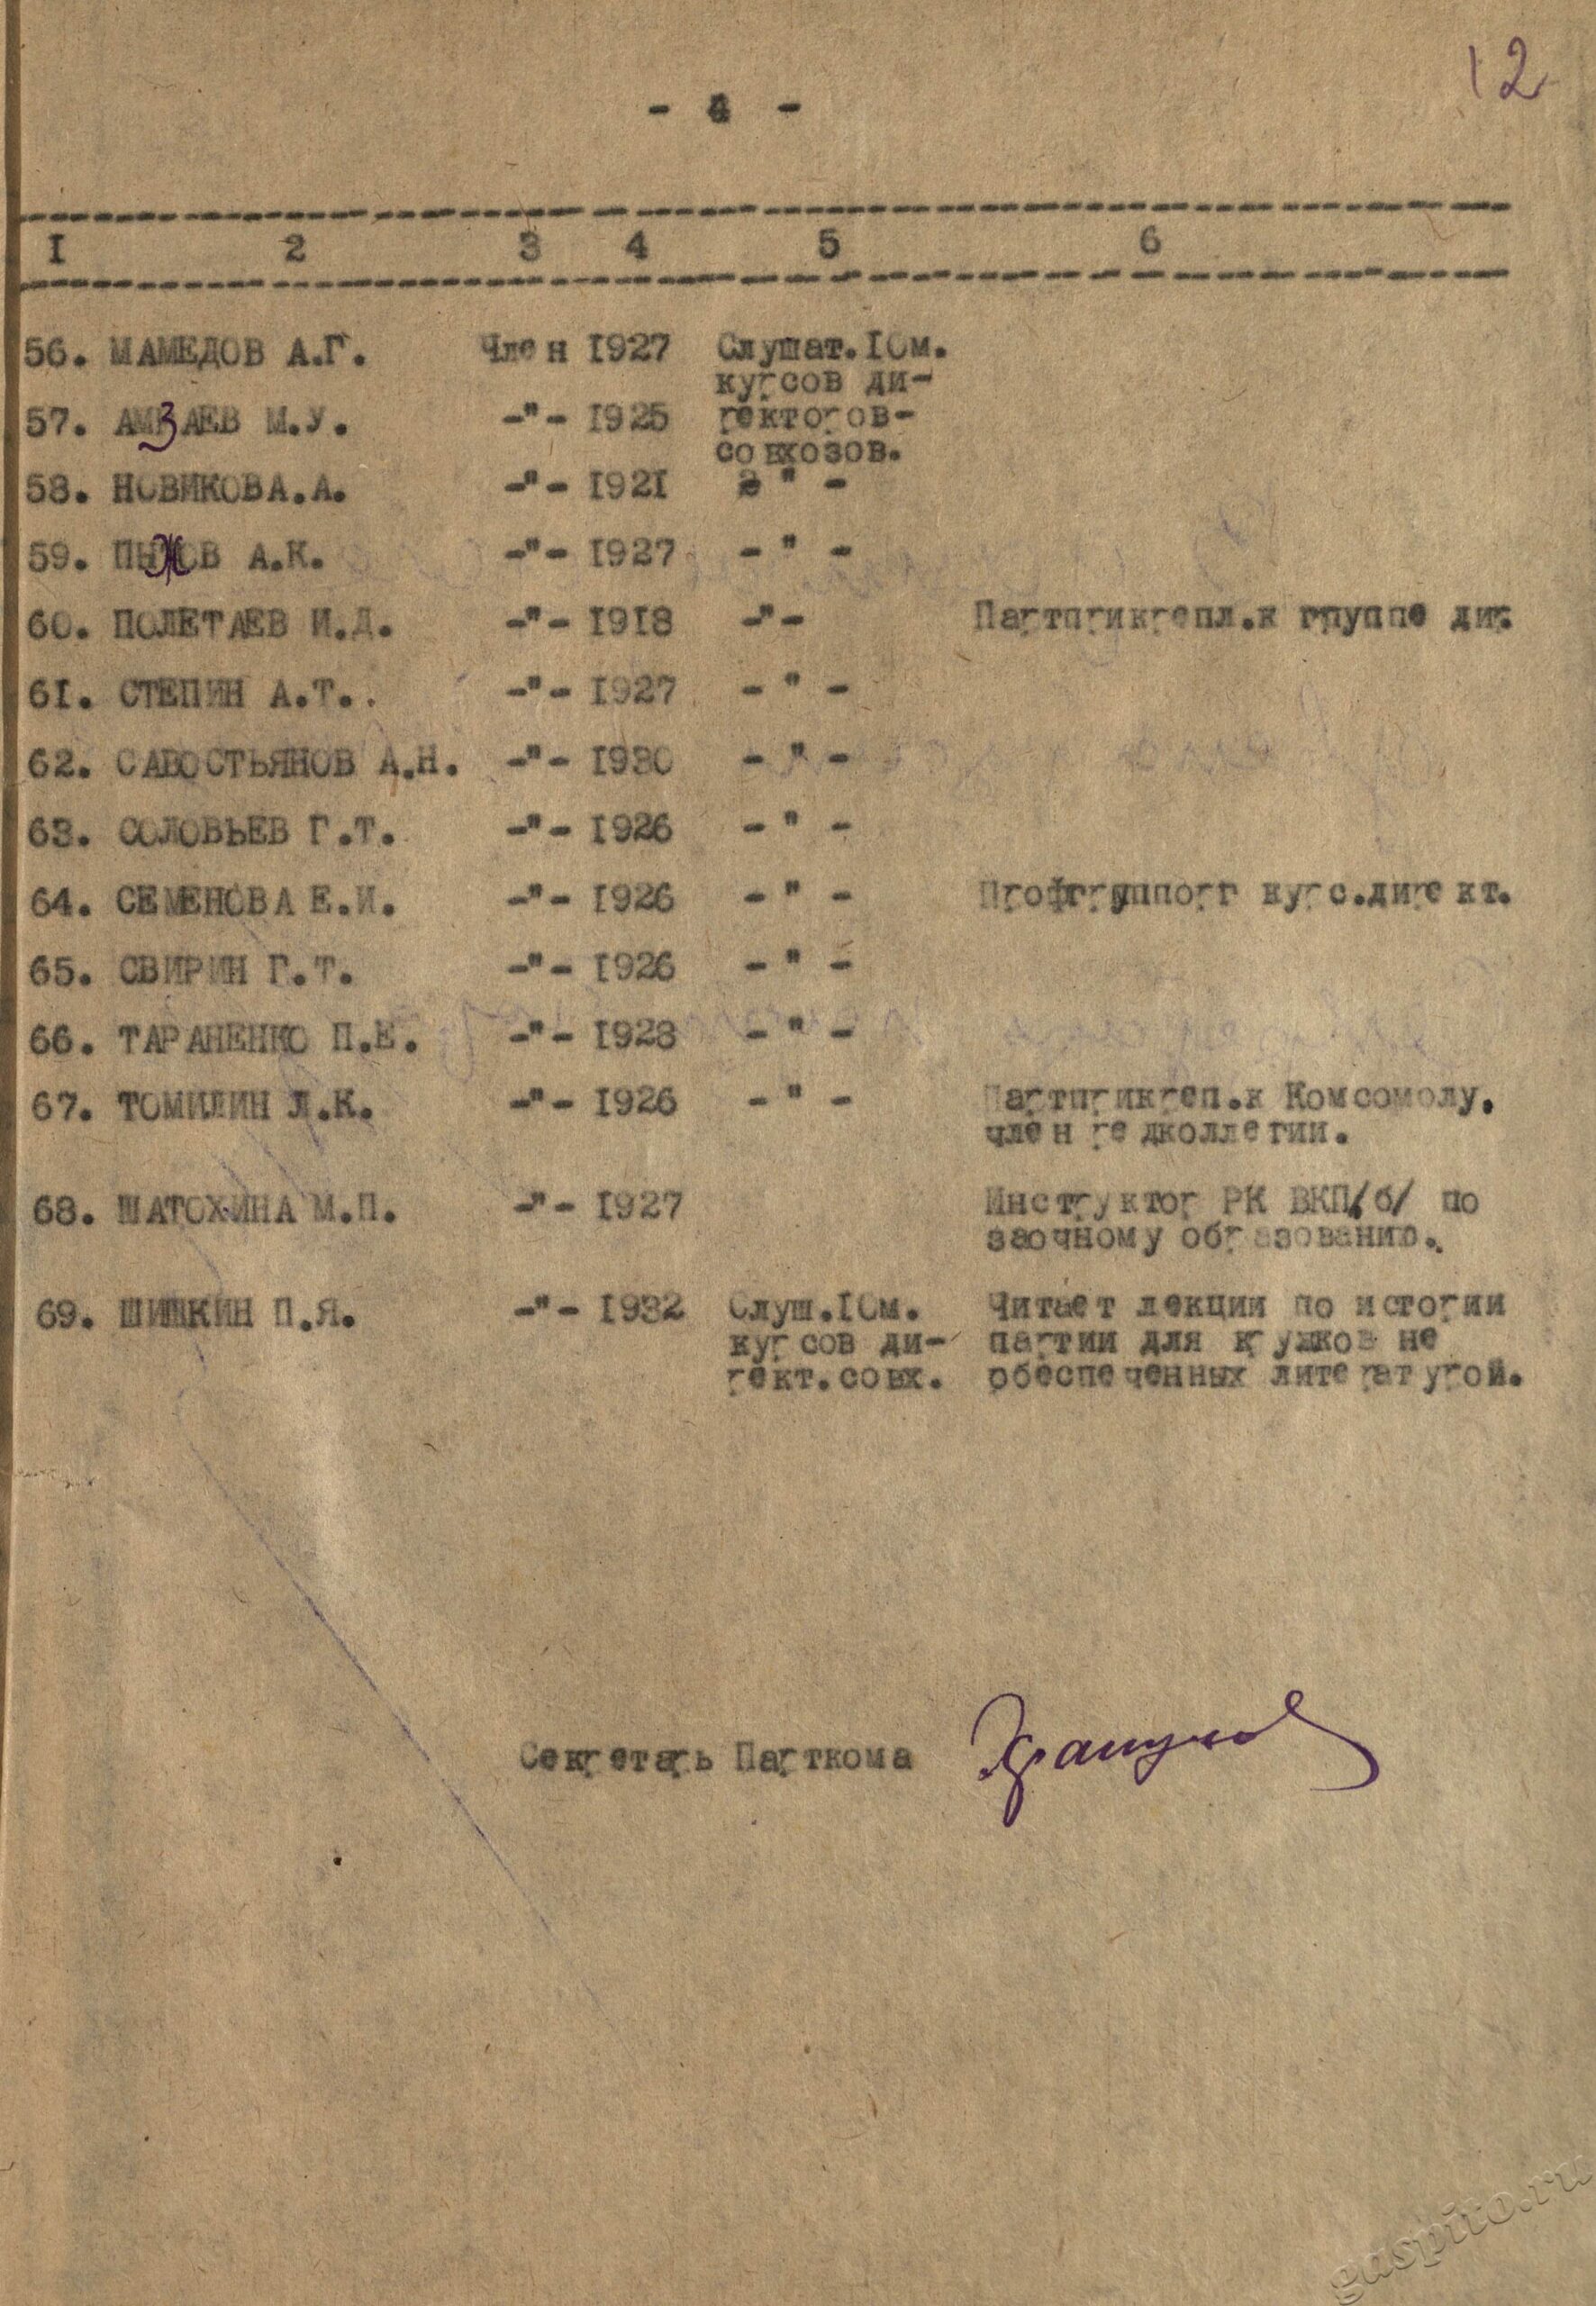 12
- 4 -
I 2 3 4 5 6
56. МАМЕДОВ А.Г. Член 1927 Слушат.10м.
курсов ди-
57. АМЗАЕВ М.У. -"- 1925 ректоров-
совхозов.
58. НОВИКОВА.А. -"- 1921 - " -
59. ПЫЖОВ А.К. -"- 1927 - " -
60. ПОЛЕТАЕВ И.Д. -"- 1918 -"- Партприкрепл.к группе дир.
61. СТЕПИН А.Т.. -"- 1927 - " -
62. САВОСТЬЯНОВ А.Н. -"- 1930 - " -
63. СОЛОВЬЕВ Г.Т. -"- 1926 - " -
64. СЕМЕНОВА Е.И. -"- 1926 - " - Профгруппорг курс.директ.
65. СВИРИН Г.Т. -"- 1926 - " -
66. ТАРАНЕНКО П.Е. -"- 1928 - " -
67. ТОМИЛИН Л.К. -"- 1926 - " - Партприкреп.к Комсомолу.
член редколлегии.
68. ШАТОХИНА М.П. -"- 1927 Инструктор РК ВКП/б/ по
заочному образованию.
69. ШИШКИН П.Я. -"- 1932 Слуш.10м. Читает лекции по истории
курсов ди- партии для кружков не
рект.совх. обеспеченных литературой.
Секретарь Парткома
gaspito.ru